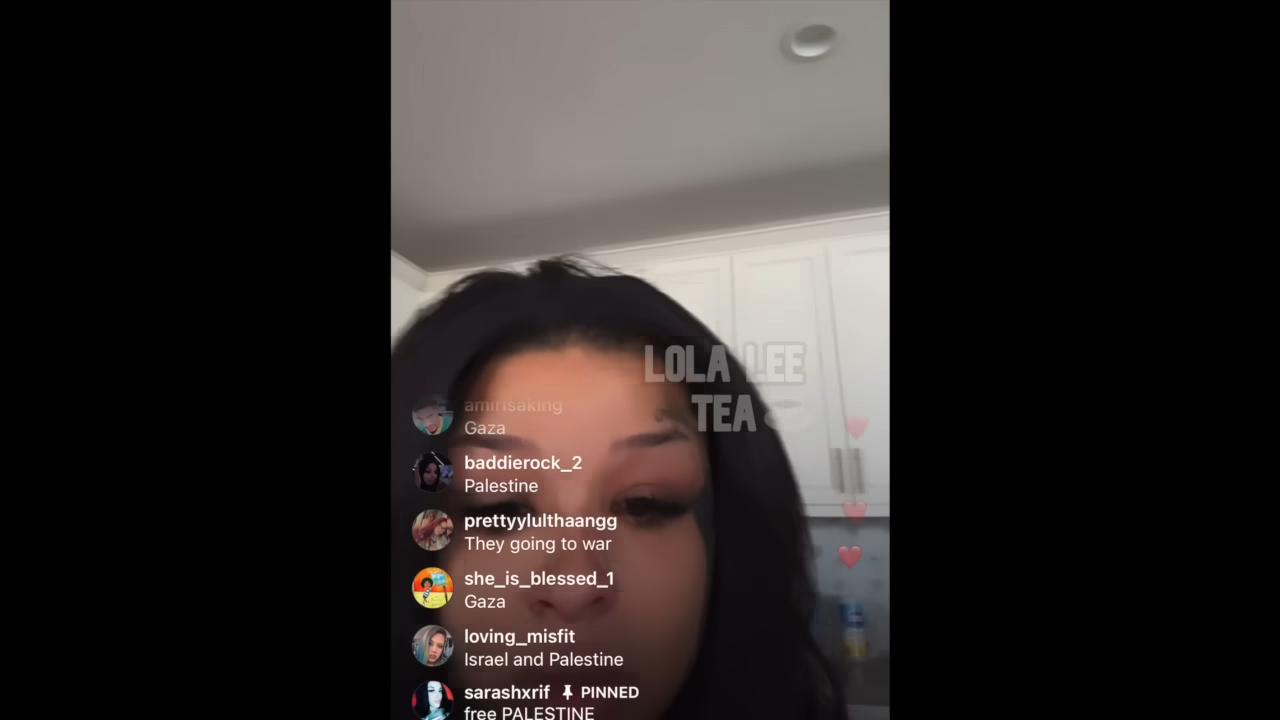 LOLA LEE
TEA
amirisaking
Gaza
baddierock_2
Palestine
prettyylulthaangg
They going to war
she_is_blessed_1
Gaza
loving_misfit
Israel and Palestine
sarashxrif PINNED
free PALESTINE